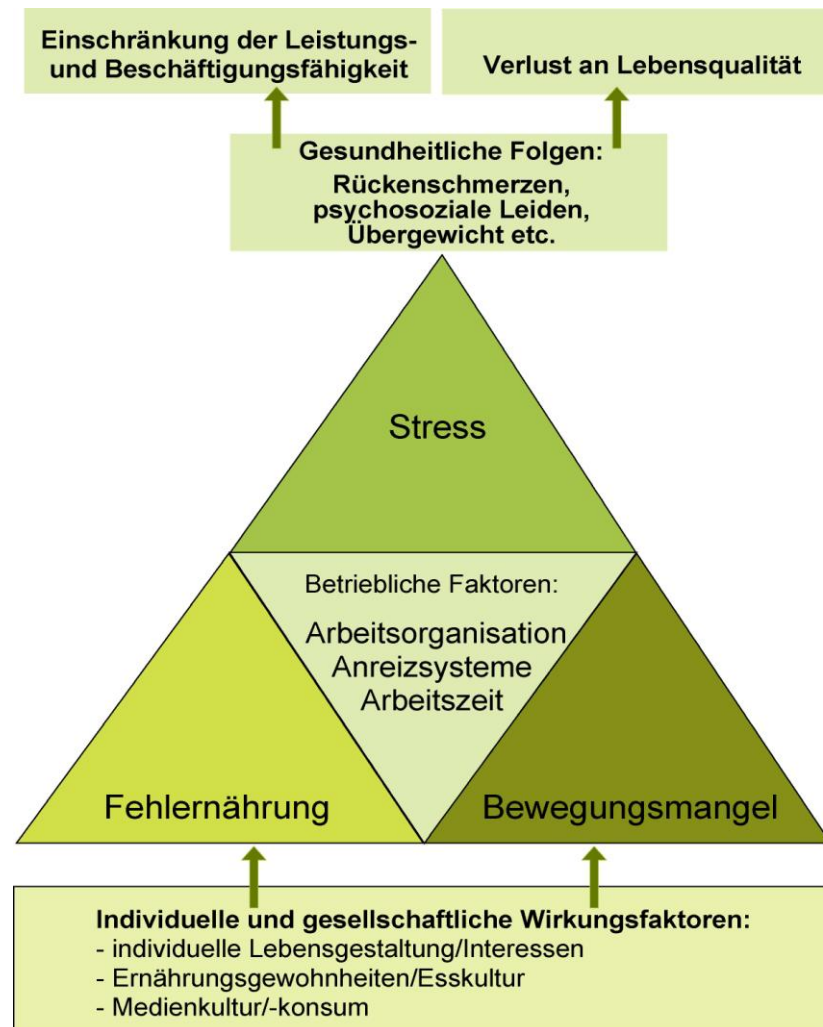 Einschränkung der Leistungs-
und Beschäftigungsfähigkeit
Verlust an Lebensqualität
Gesundheitliche Folgen:
Rückenschmerzen,
psychosoziale Leiden,
Übergewicht etc.
Stress
Betriebliche Faktoren:
Arbeitsorganisation
Anreizsysteme
Arbeitszeit
Fehlernährung
Bewegungsmangel
Individuelle und gesellschaftliche Wirkungsfaktoren:
- individuelle Lebensgestaltung/Interessen
- Ernährungsgewohnheiten/Esskultur
- Medienkultur/-konsum